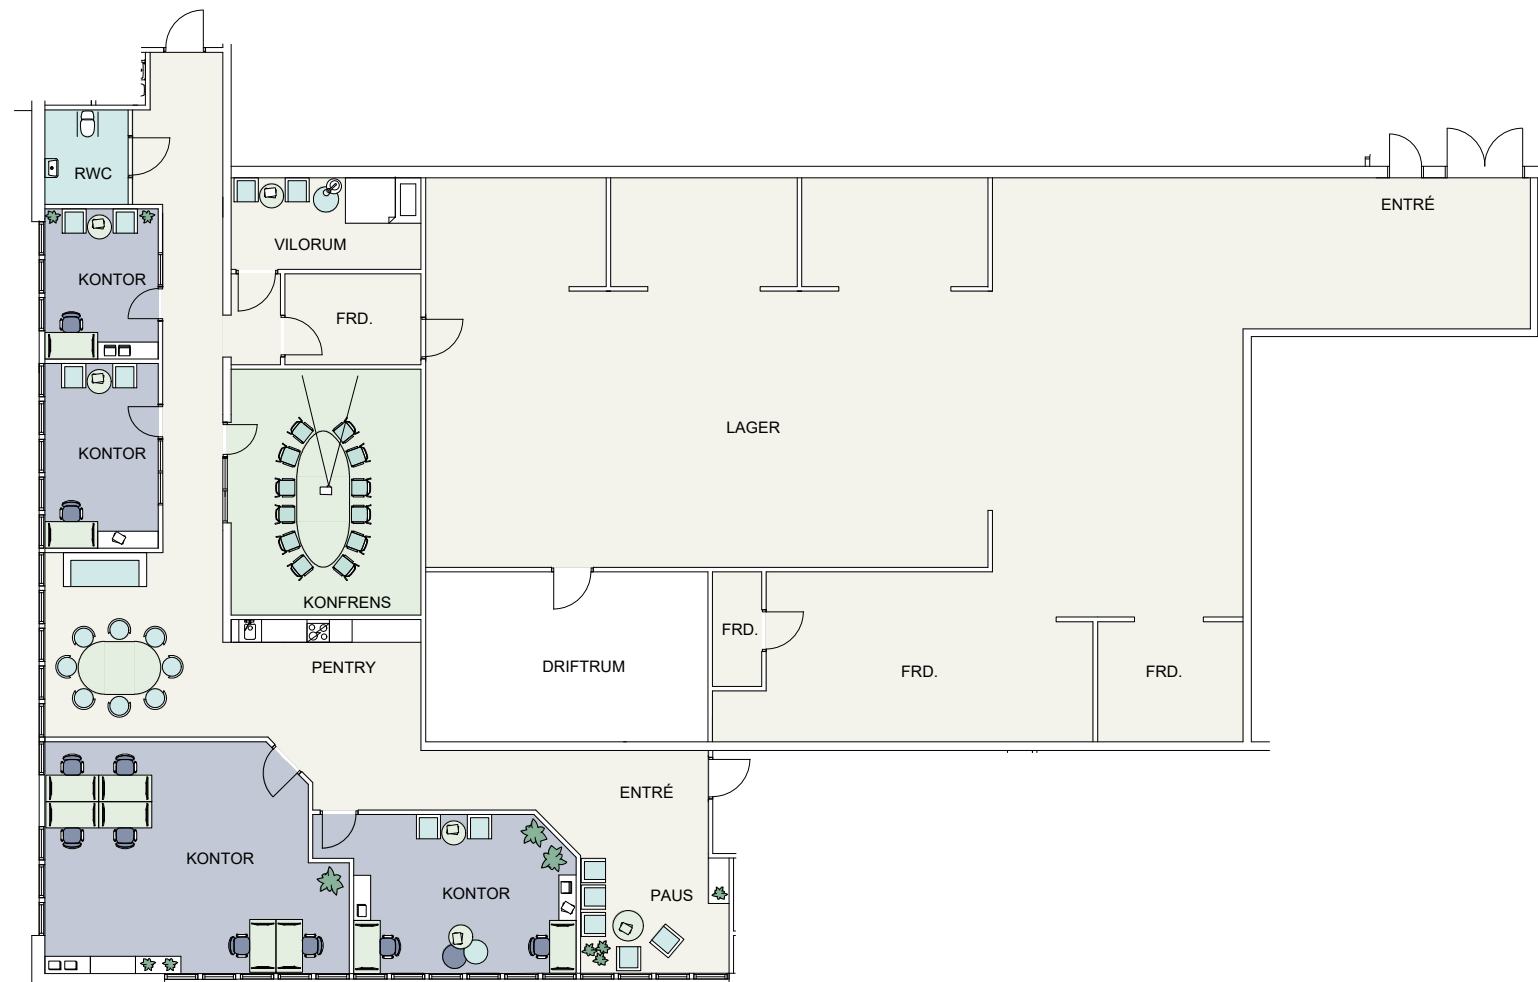 RWC
ENTRÉ
VILORUM
KONTOR
FRD.
LAGER
KONTOR
KONFRENS
FRD.
PENTRY
DRIFTRUM
FRD.
FRD.
ENTRÉ
KONTOR
KONTOR
PAUS